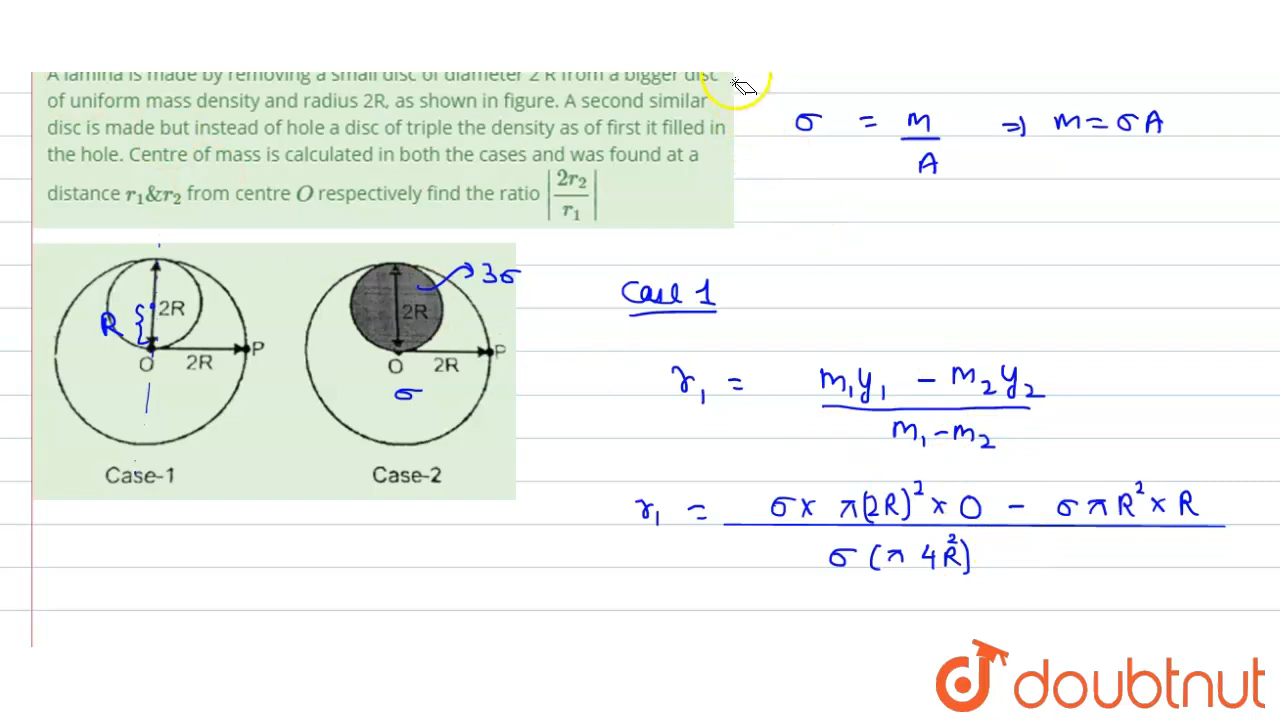 A lamina is made by removing a small disc of diameter 2 R from a bigger disc
of uniform mass density and radius 2R, as shown in figure. A second similar
disc is made but instead of hole a disc of triple the density as of first it filled in
the hole. Centre of mass is calculated in both the cases and was found at a
distance r₁&r₂ from centre O respectively find the ratio |2r₂/r₁|
σ = m/A ⇒ m = σA
2R
R
O
2R
P
Case-1
3σ
2R
O
2R
P
σ
Case-2
Case 1
r₁ = (m₁y₁ - m₂y₂)/(m₁ - m₂)
r₁ = (σ × π(2R)² × 0 - σπR² × R)/(σ(π4R²)
doubtnut